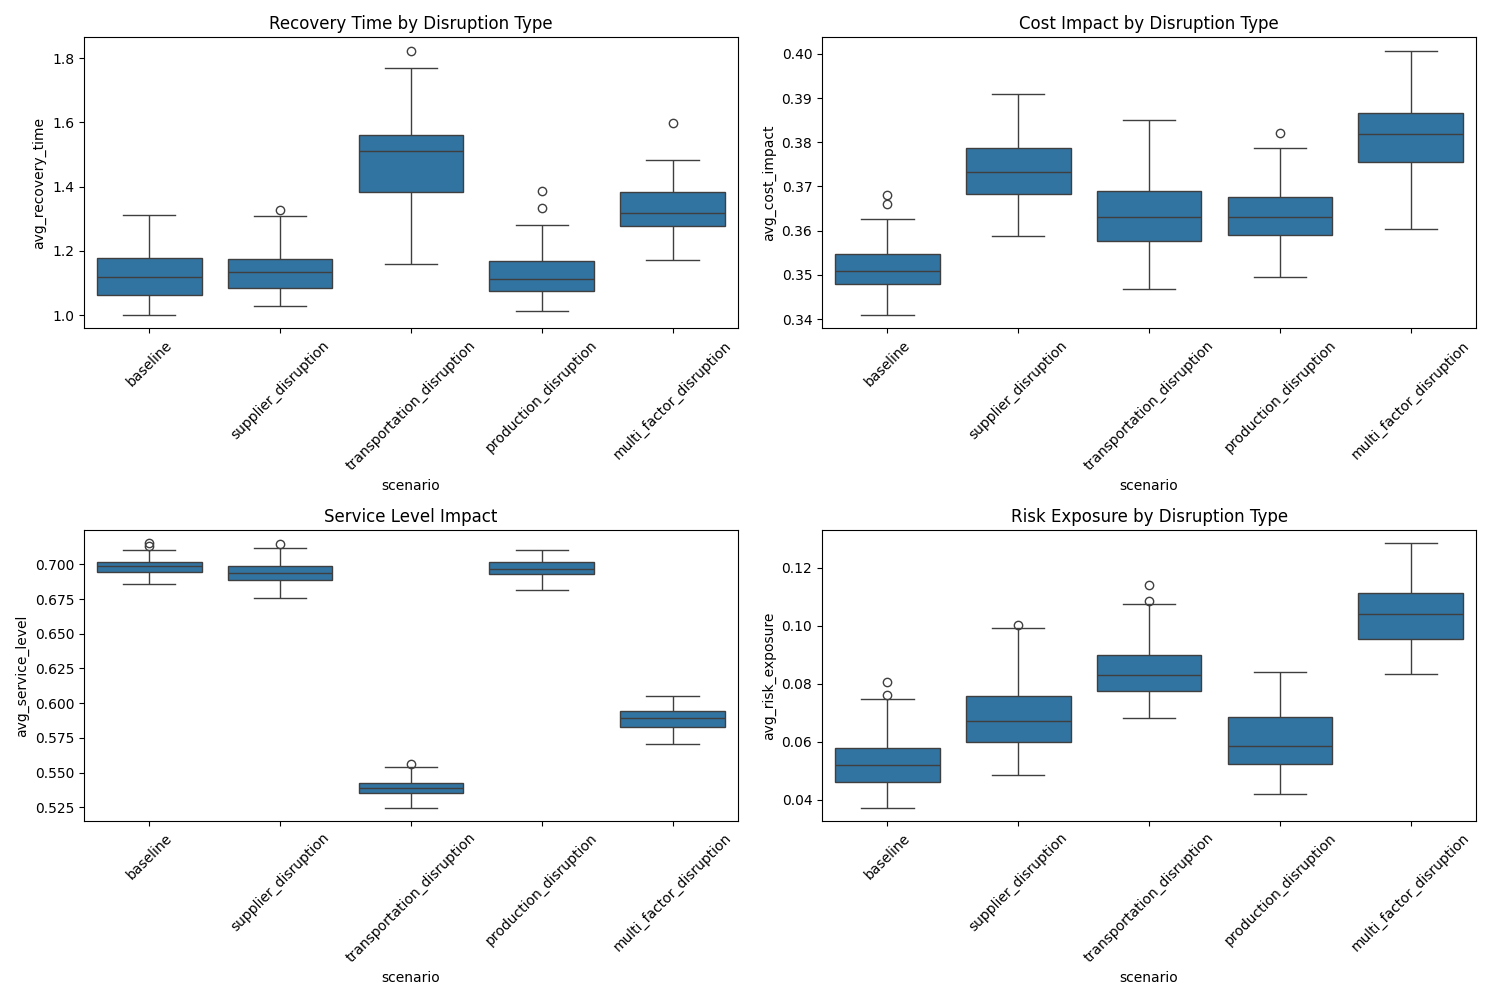 Recovery Time by Disruption Type
avg_recovery_time
1.8
1.6
1.4
1.2
1.0
baseline
supplier_disruption
transportation_disruption
production_disruption
multi_factor_disruption
scenario
Cost Impact by Disruption Type
avg_cost_impact
0.40
0.39
0.38
0.37
0.36
0.35
0.34
baseline
supplier_disruption
transportation_disruption
production_disruption
multi_factor_disruption
scenario
Service Level Impact
avg_service_level
0.700
0.675
0.650
0.625
0.600
0.575
0.550
0.525
baseline
supplier_disruption
transportation_disruption
production_disruption
multi_factor_disruption
scenario
Risk Exposure by Disruption Type
avg_risk_exposure
0.12
0.10
0.08
0.06
0.04
baseline
supplier_disruption
transportation_disruption
production_disruption
multi_factor_disruption
scenario